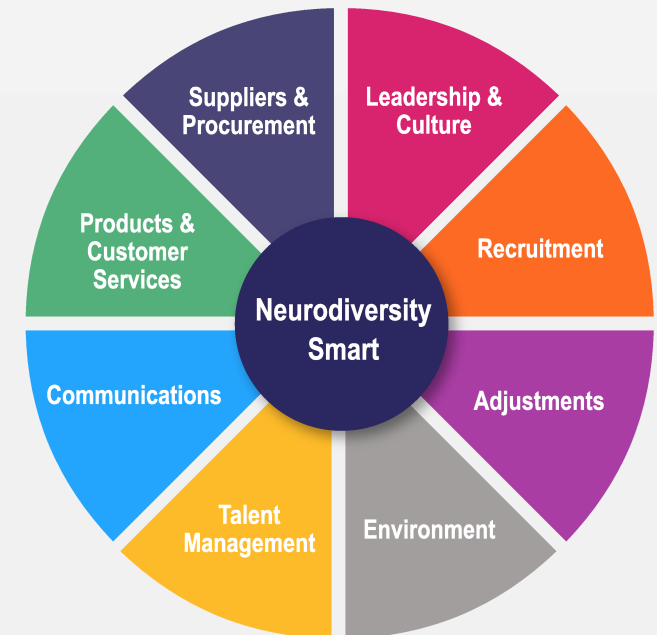 Suppliers &
Procurement
Leadership &
Culture
Products &
Customer
Services
Recruitment
Neurodiversity
Smart
Communications
Adjustments
Talent
Management
Environment